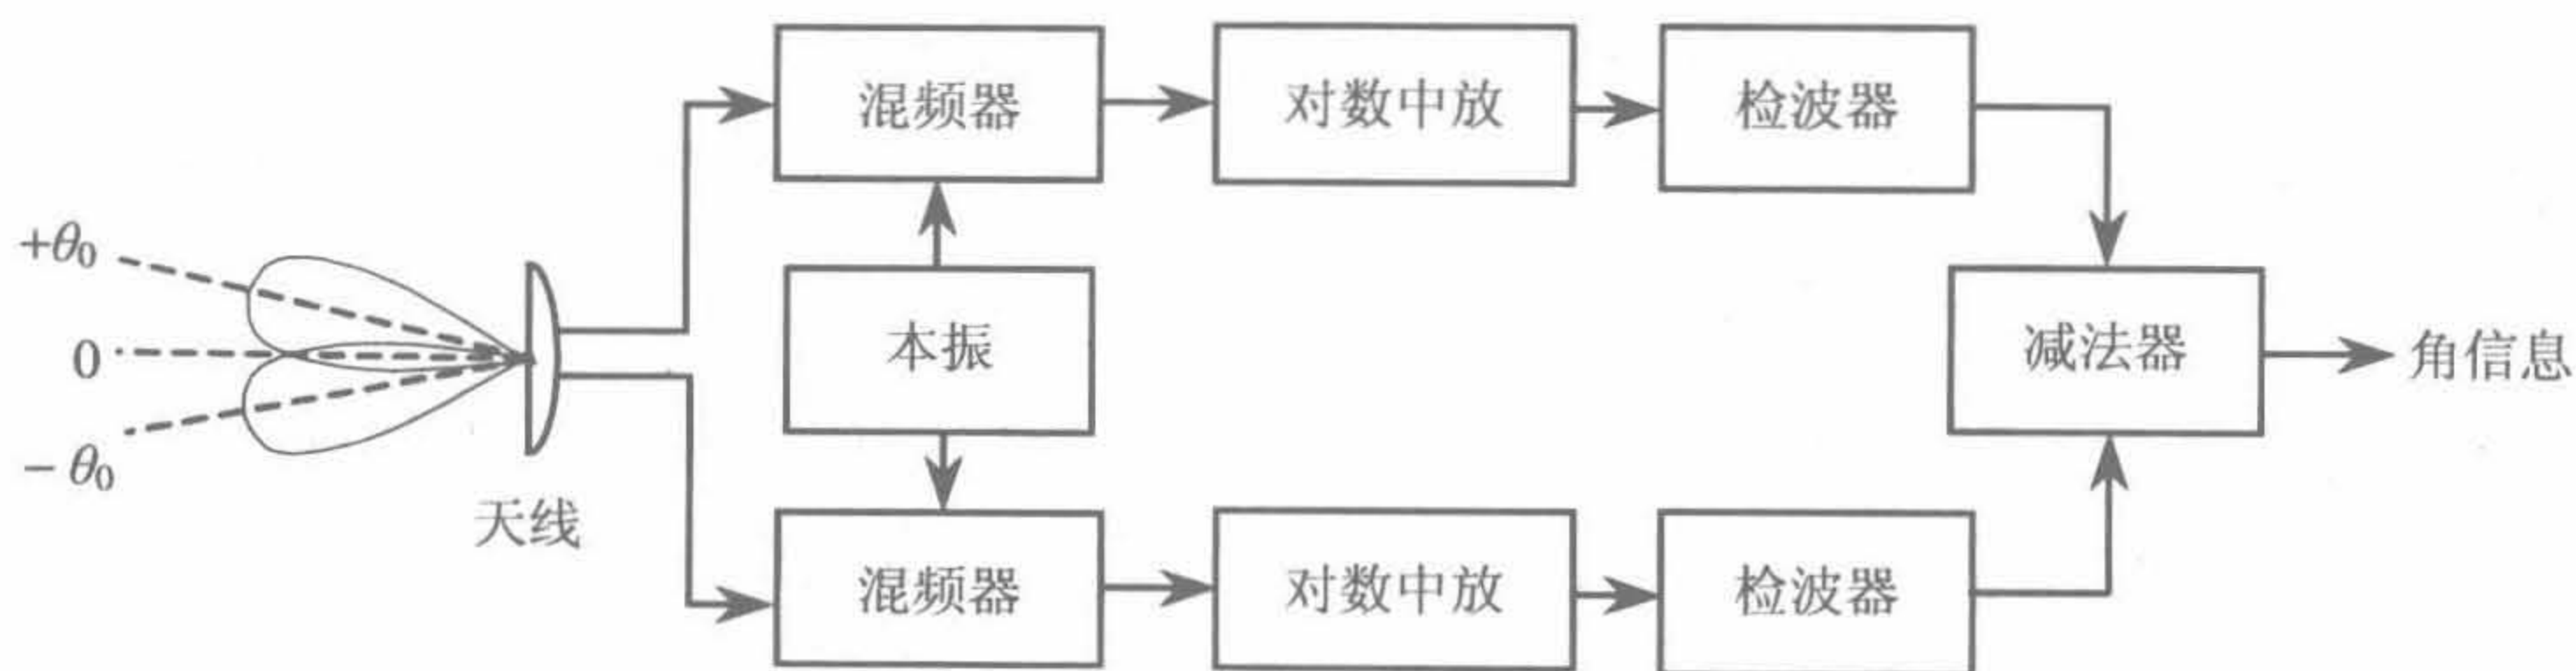 混频器
对数中放
检波器
+θ₀
0
−θ₀
天线
本振
减法器
角信息
混频器
对数中放
检波器